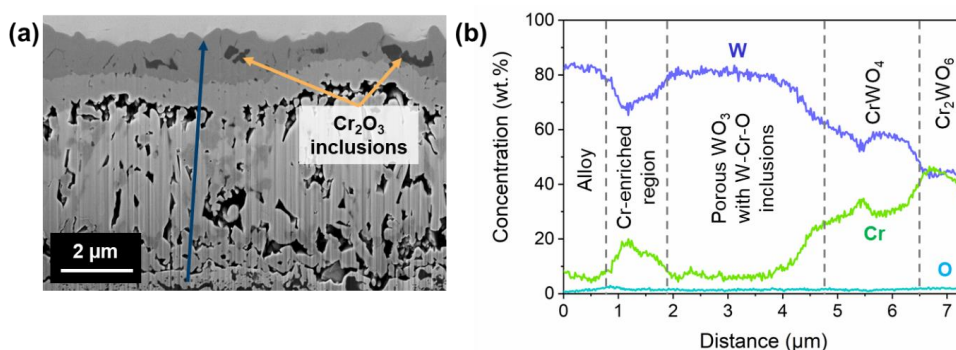 (a)
Cr₂O₃
inclusions
2 µm
(b)
Concentration (wt.%)
100
80
60
40
20
0
W
Cr
O
Alloy
Cr-enriched
region
Porous WO₃
with W-Cr-O
inclusions
CrWO₄
Cr₂WO₆
0 1 2 3 4 5 6 7
Distance (µm)